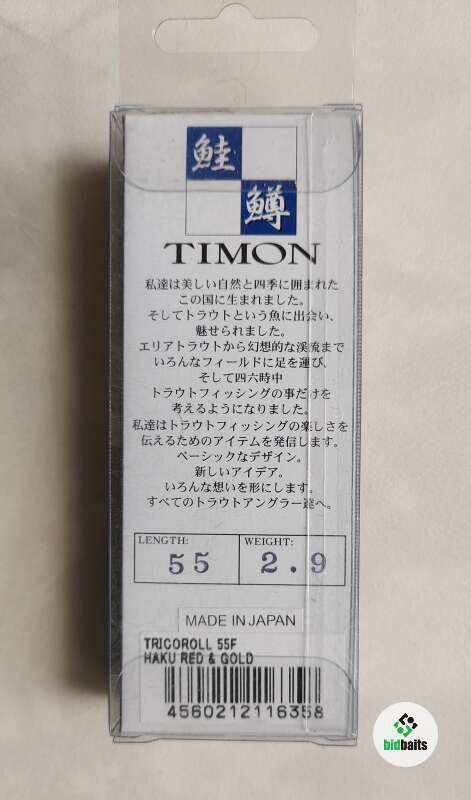 鮭
鱒
TIMON
私達は美しい自然と四季に囲まれた
この国に生まれました。
そしてトラウトという魚に出会い、
魅せられました。
エリアトラウトから幻想的な渓流まで
いろんなフィールドに足を運び、
そして四六時中
トラウトフィッシングの事だけを
考えるようになりました。
私達はトラウトフィッシングの楽しさを
伝えるためのアイテムを発信します。
ベーシックなデザイン。
新しいアイデア。
いろんな想いを形にします。
すべてのトラウトアングラー達へ。
LENGTH: WEIGHT:
55 2.9
MADE IN JAPAN
TRICOROLL 55F
HAKU RED & GOLD
4560212116358
bidbaits